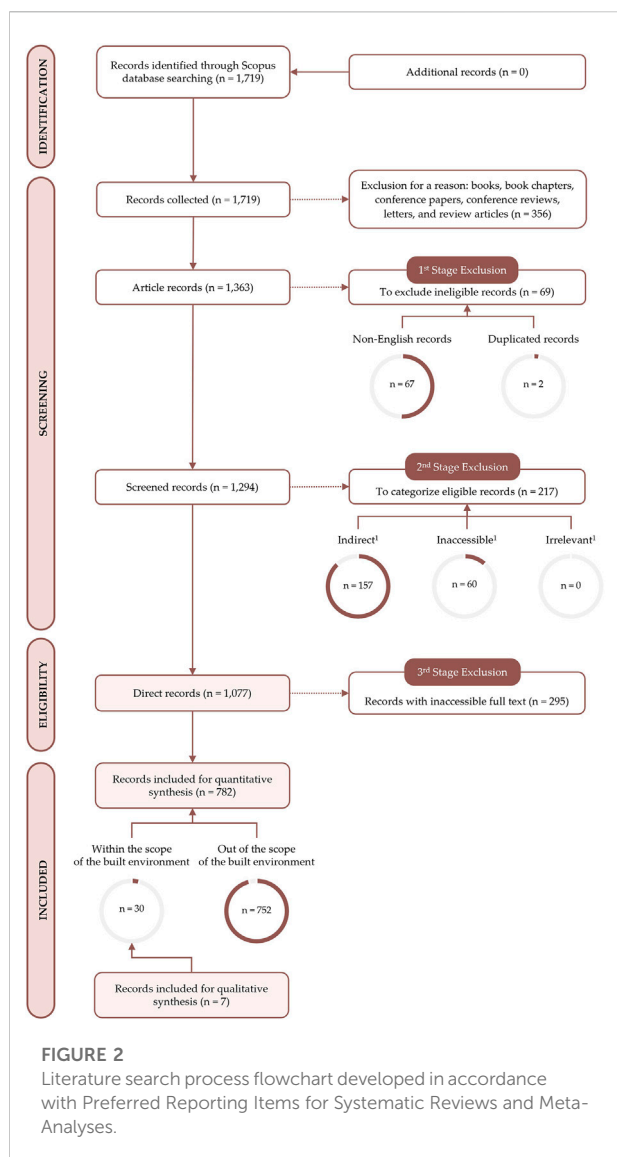 IDENTIFICATION
Records identified through Scopus
database searching (n = 1,719)
Additional records (n = 0)
SCREENING
Records collected (n = 1,719)
Exclusion for a reason: books, book chapters,
conference papers, conference reviews,
letters, and review articles (n = 356)
Article records (n = 1,363)
1st Stage Exclusion
To exclude ineligible records (n = 69)
Non-English records
Duplicated records
n = 67
n = 2
Screened records (n = 1,294)
2nd Stage Exclusion
To categorize eligible records (n = 217)
Indirect¹
Inaccessible¹
Irrelevant¹
n = 157
n = 60
n = 0
ELIGIBILITY
Direct records (n = 1,077)
3rd Stage Exclusion
Records with inaccessible full text (n = 295)
INCLUDED
Records included for quantitative
synthesis (n = 782)
Within the scope
of the built environment
Out of the scope
of the built environment
n = 30
n = 752
Records included for qualitative
synthesis (n = 7)
FIGURE 2
Literature search process flowchart developed in accordance
with Preferred Reporting Items for Systematic Reviews and Meta-
Analyses.